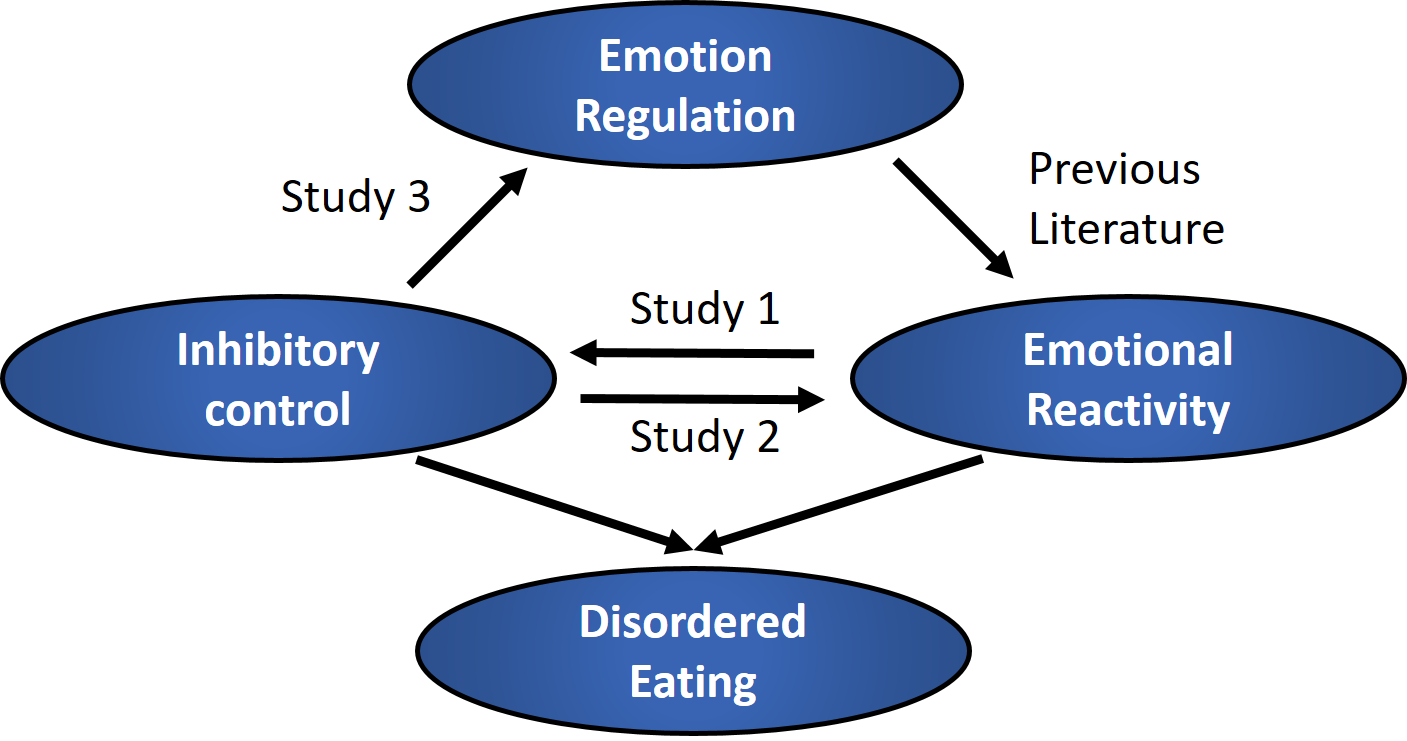 Emotion
Regulation
Study 3
Previous
Literature
Study 1
Inhibitory
control
Emotional
Reactivity
Study 2
Disordered
Eating